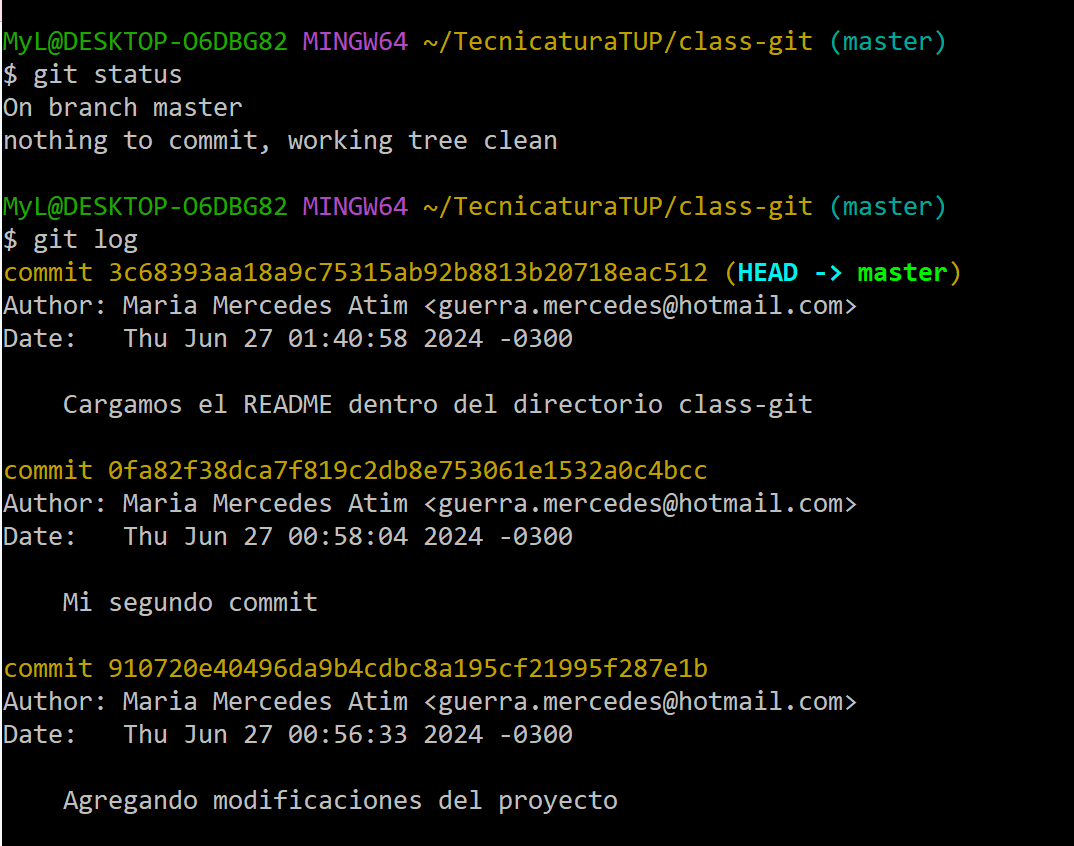 MyL@DESKTOP-O6DBG82 MINGW64 ~/TecnicaturaTUP/class-git (master)
$ git status
On branch master
nothing to commit, working tree clean
MyL@DESKTOP-O6DBG82 MINGW64 ~/TecnicaturaTUP/class-git (master)
$ git log
commit 3c68393aa18a9c75315ab92b8813b20718eac512 (HEAD -> master)
Author: Maria Mercedes Atim <guerra.mercedes@hotmail.com>
Date:   Thu Jun 27 01:40:58 2024 -0300
    Cargamos el README dentro del directorio class-git
commit 0fa82f38dca7f819c2db8e753061e1532a0c4bcc
Author: Maria Mercedes Atim <guerra.mercedes@hotmail.com>
Date:   Thu Jun 27 00:58:04 2024 -0300
    Mi segundo commit
commit 910720e40496da9b4cdbc8a195cf21995f287e1b
Author: Maria Mercedes Atim <guerra.mercedes@hotmail.com>
Date:   Thu Jun 27 00:56:33 2024 -0300
    Agregando modificaciones del proyecto